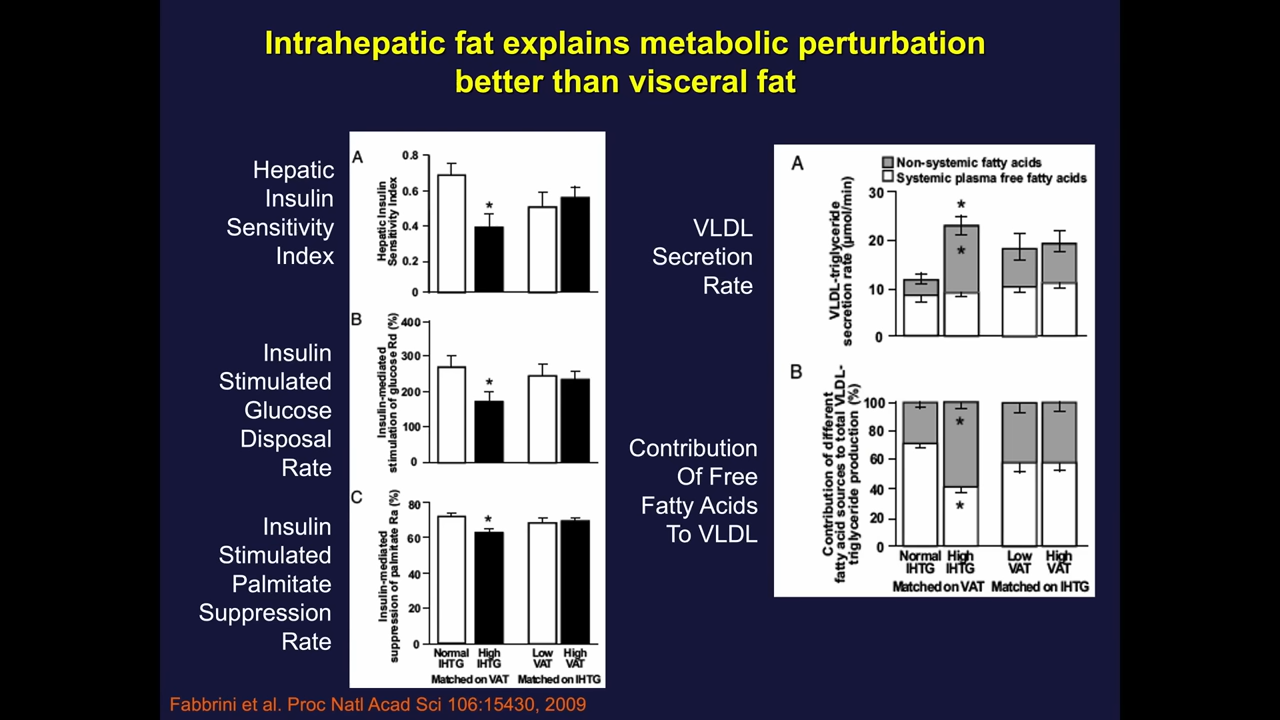 Intrahepatic fat explains metabolic perturbation
better than visceral fat
Hepatic
Insulin
Sensitivity
Index
A
Hepatic Insulin
Sensitivity Index
0.8
0.6
0.4
0.2
0
*
Insulin
Stimulated
Glucose
Disposal
Rate
B
Insulin-mediated
stimulation of glucose Rd (%)
400
300
200
100
0
*
Insulin
Stimulated
Palmitate
Suppression
Rate
C
Insulin-mediated
suppression of palmitate Ra (%)
80
60
40
20
0
*
Normal IHTG
High IHTG
Low VAT
High VAT
Matched on VAT
Matched on IHTG
VLDL
Secretion
Rate
A
Non-systemic fatty acids
Systemic plasma free fatty acids
VLDL-triglyceride
secretion rate (µmol/min)
30
20
10
0
*
*
Contribution
Of Free
Fatty Acids
To VLDL
B
Contribution of different
fatty acid sources to total VLDL-
triglyceride production (%)
100
80
60
40
20
0
*
*
Normal IHTG
High IHTG
Low VAT
High VAT
Matched on VAT
Matched on IHTG
Fabbrini et al. Proc Natl Acad Sci 106:15430, 2009